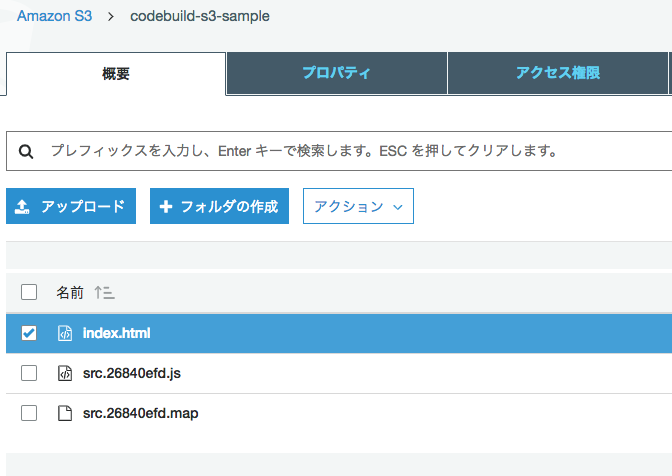 Amazon S3 > codebuild-s3-sample
概要 プロパティ アクセス権限
プレフィックスを入力し、Enter キーで検索します。ESC を押してクリアします。
アップロード + フォルダの作成 アクション
名前
index.html
src.26840efd.js
src.26840efd.map